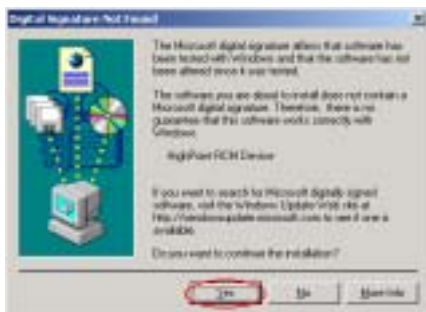 Digital Signature Not Found
The Microsoft digital signature affirms that software has
been tested with Windows and that the software has not
been altered since it was tested.
The software you are about to install does not contain a
Microsoft digital signature. Therefore, there is no
guarantee that this software works correctly with
Windows.
HighPoint RCM Device
If you want to search for Microsoft digitally signed
software, visit the Windows Update Web site at
http://windowsupdate.microsoft.com to see if one is
available.
Do you want to continue the installation?
Yes
No
More Info